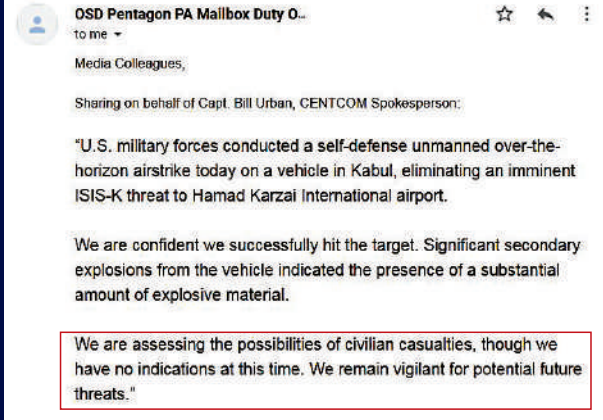 OSD Pentagon PA Mailbox Duty O...
to me
Media Colleagues,
Sharing on behalf of Capt. Bill Urban, CENTCOM Spokesperson:
"U.S. military forces conducted a self-defense unmanned over-the-
horizon airstrike today on a vehicle in Kabul, eliminating an imminent
ISIS-K threat to Hamad Karzai International airport.
We are confident we successfully hit the target. Significant secondary
explosions from the vehicle indicated the presence of a substantial
amount of explosive material.
We are assessing the possibilities of civilian casualties, though we
have no indications at this time. We remain vigilant for potential future
threats."